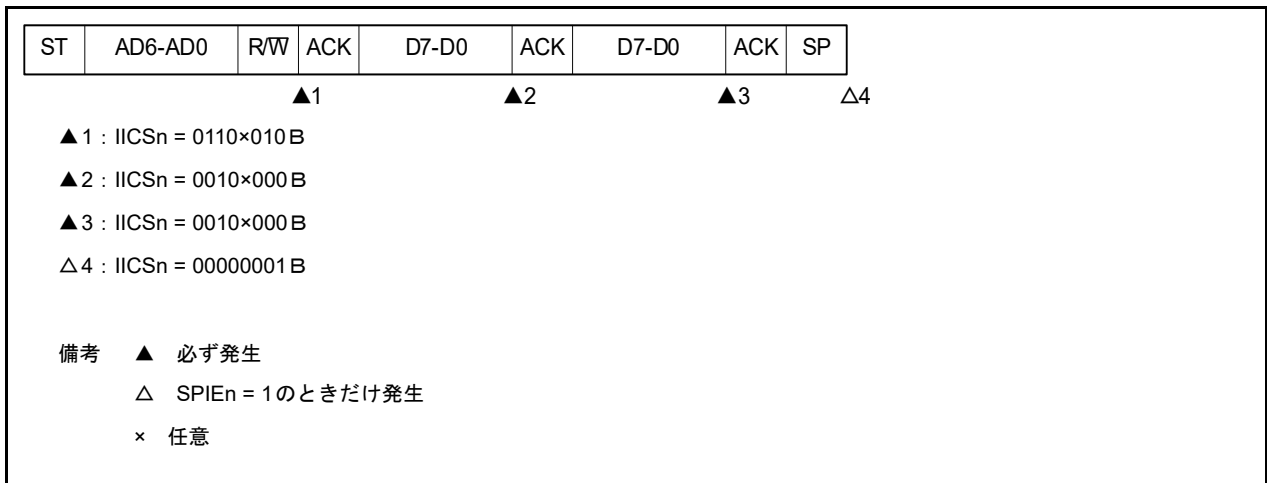 ST AD6-AD0 R/W ACK D7-D0 ACK D7-D0 ACK SP
▲1 ▲2 ▲3 △4
▲1：IICSn = 0110×010B
▲2：IICSn = 0010×000B
▲3：IICSn = 0010×000B
△4：IICSn = 00000001B
備考 ▲ 必ず発生
△ SPIEn = 1のときだけ発生
× 任意